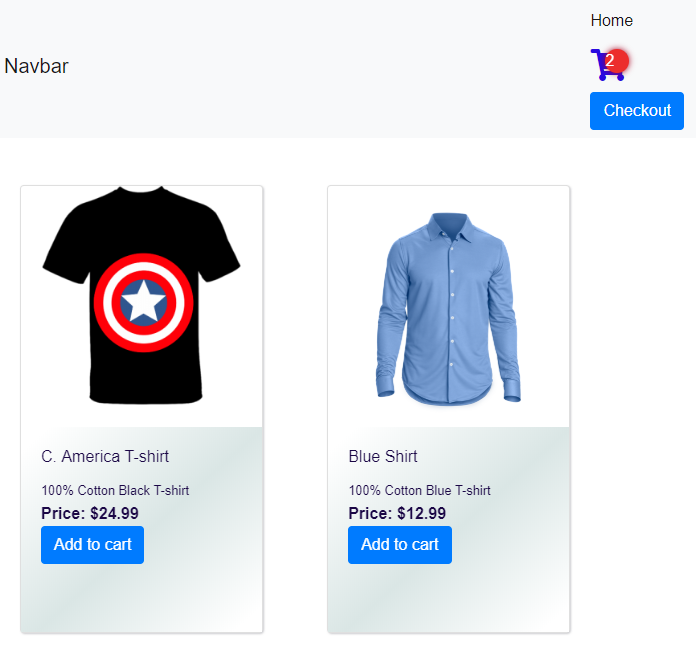 Home
Navbar
2
Checkout
C. America T-shirt
100% Cotton Black T-shirt
Price: $24.99
Add to cart
Blue Shirt
100% Cotton Blue T-shirt
Price: $12.99
Add to cart